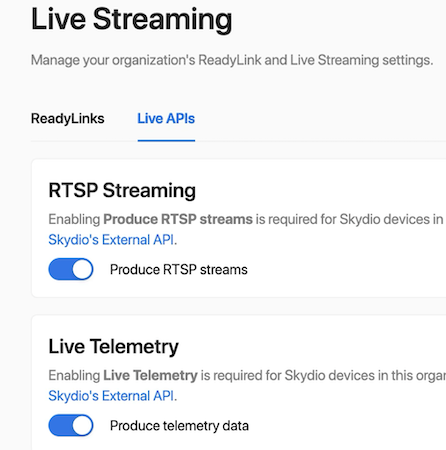 Live Streaming
Manage your organization's ReadyLink and Live Streaming settings.
ReadyLinks Live APIs
RTSP Streaming
Enabling Produce RTSP streams is required for Skydio devices in
Skydio's External API.
Produce RTSP streams
Live Telemetry
Enabling Live Telemetry is required for Skydio devices in this orga
Skydio's External API.
Produce telemetry data